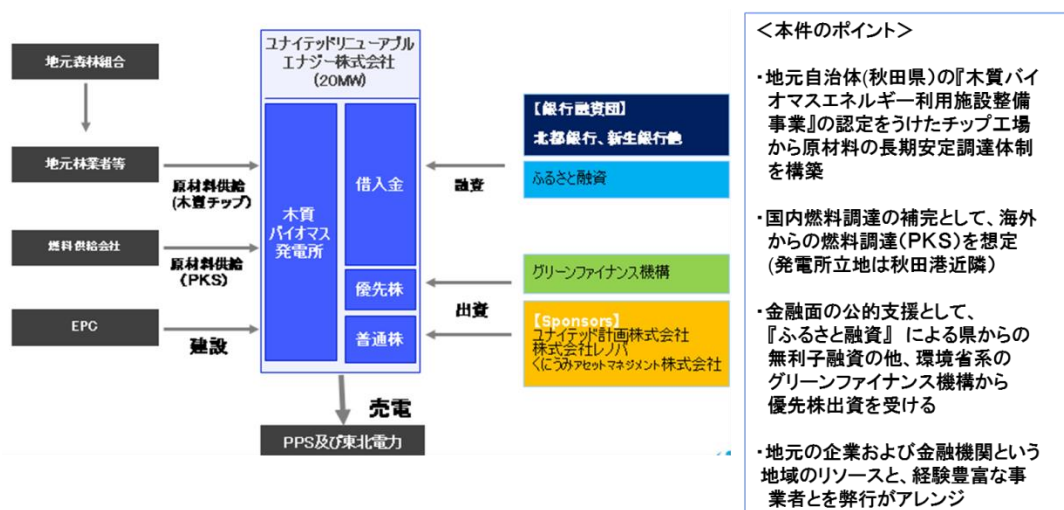 地元森林組合
地元林業者等
燃料供給会社
EPC
原材料供給
(木質チップ)
原材料供給
(PKS)
建設
ユナイテッドリニューアブル
エナジー株式会社
(20MW)
木質
バイオマス
発電所
借入金
優先株
普通株
融資
出資
【銀行融資団】
北都銀行、新生銀行他
ふるさと融資
グリーンファイナンス機構
【Sponsors】
ユナイテッド計画株式会社
株式会社レノバ
くにうみアセットマネジメント株式会社
売電
PPS及び東北電力
＜本件のポイント＞
・地元自治体(秋田県)の『木質バイ
オマスエネルギー利用施設整備
事業』の認定をうけたチップ工場
から原材料の長期安定調達体制
を構築
・国内燃料調達の補完として、海外
からの燃料調達(PKS)を想定
(発電所立地は秋田港近隣)
・金融面の公的支援として、
『ふるさと融資』 による県からの
無利子融資の他、環境省系の
グリーンファイナンス機構から
優先株出資を受ける
・地元の企業および金融機関という
地域のリソースと、経験豊富な事
業者とを弊行がアレンジ